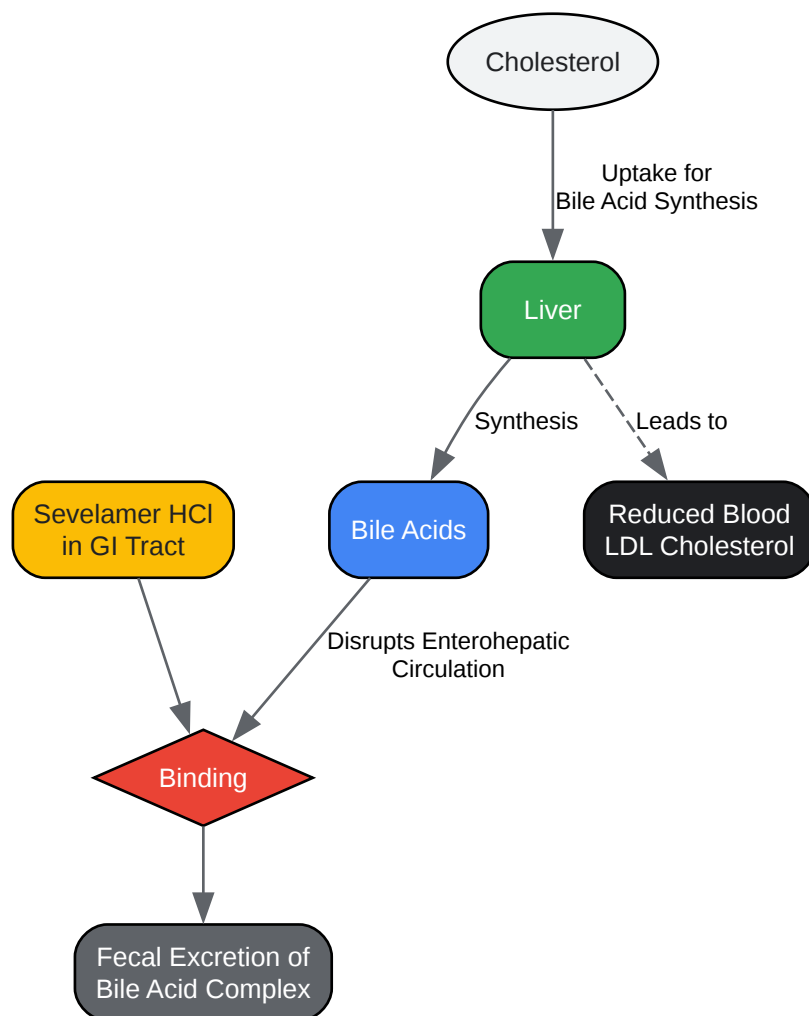 Cholesterol
Uptake for
Bile Acid Synthesis
Liver
Synthesis
Leads to
Sevelamer HCl
in GI Tract
Bile Acids
Reduced Blood
LDL Cholesterol
Disrupts Enterohepatic
Circulation
Binding
Fecal Excretion of
Bile Acid Complex